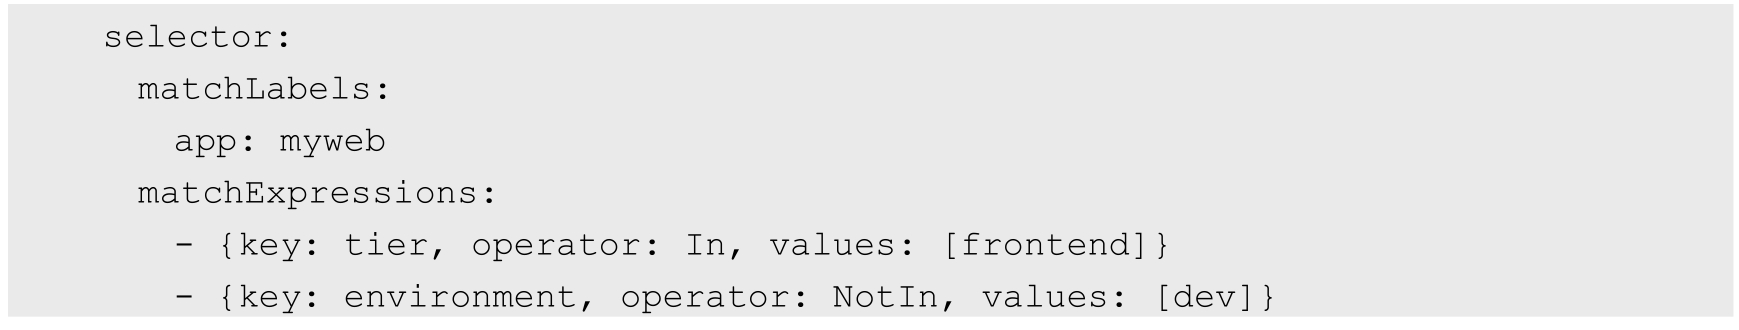 selector:
  matchLabels:
    app: myweb
  matchExpressions:
    - {key: tier, operator: In, values: [frontend]}
    - {key: environment, operator: NotIn, values: [dev]}